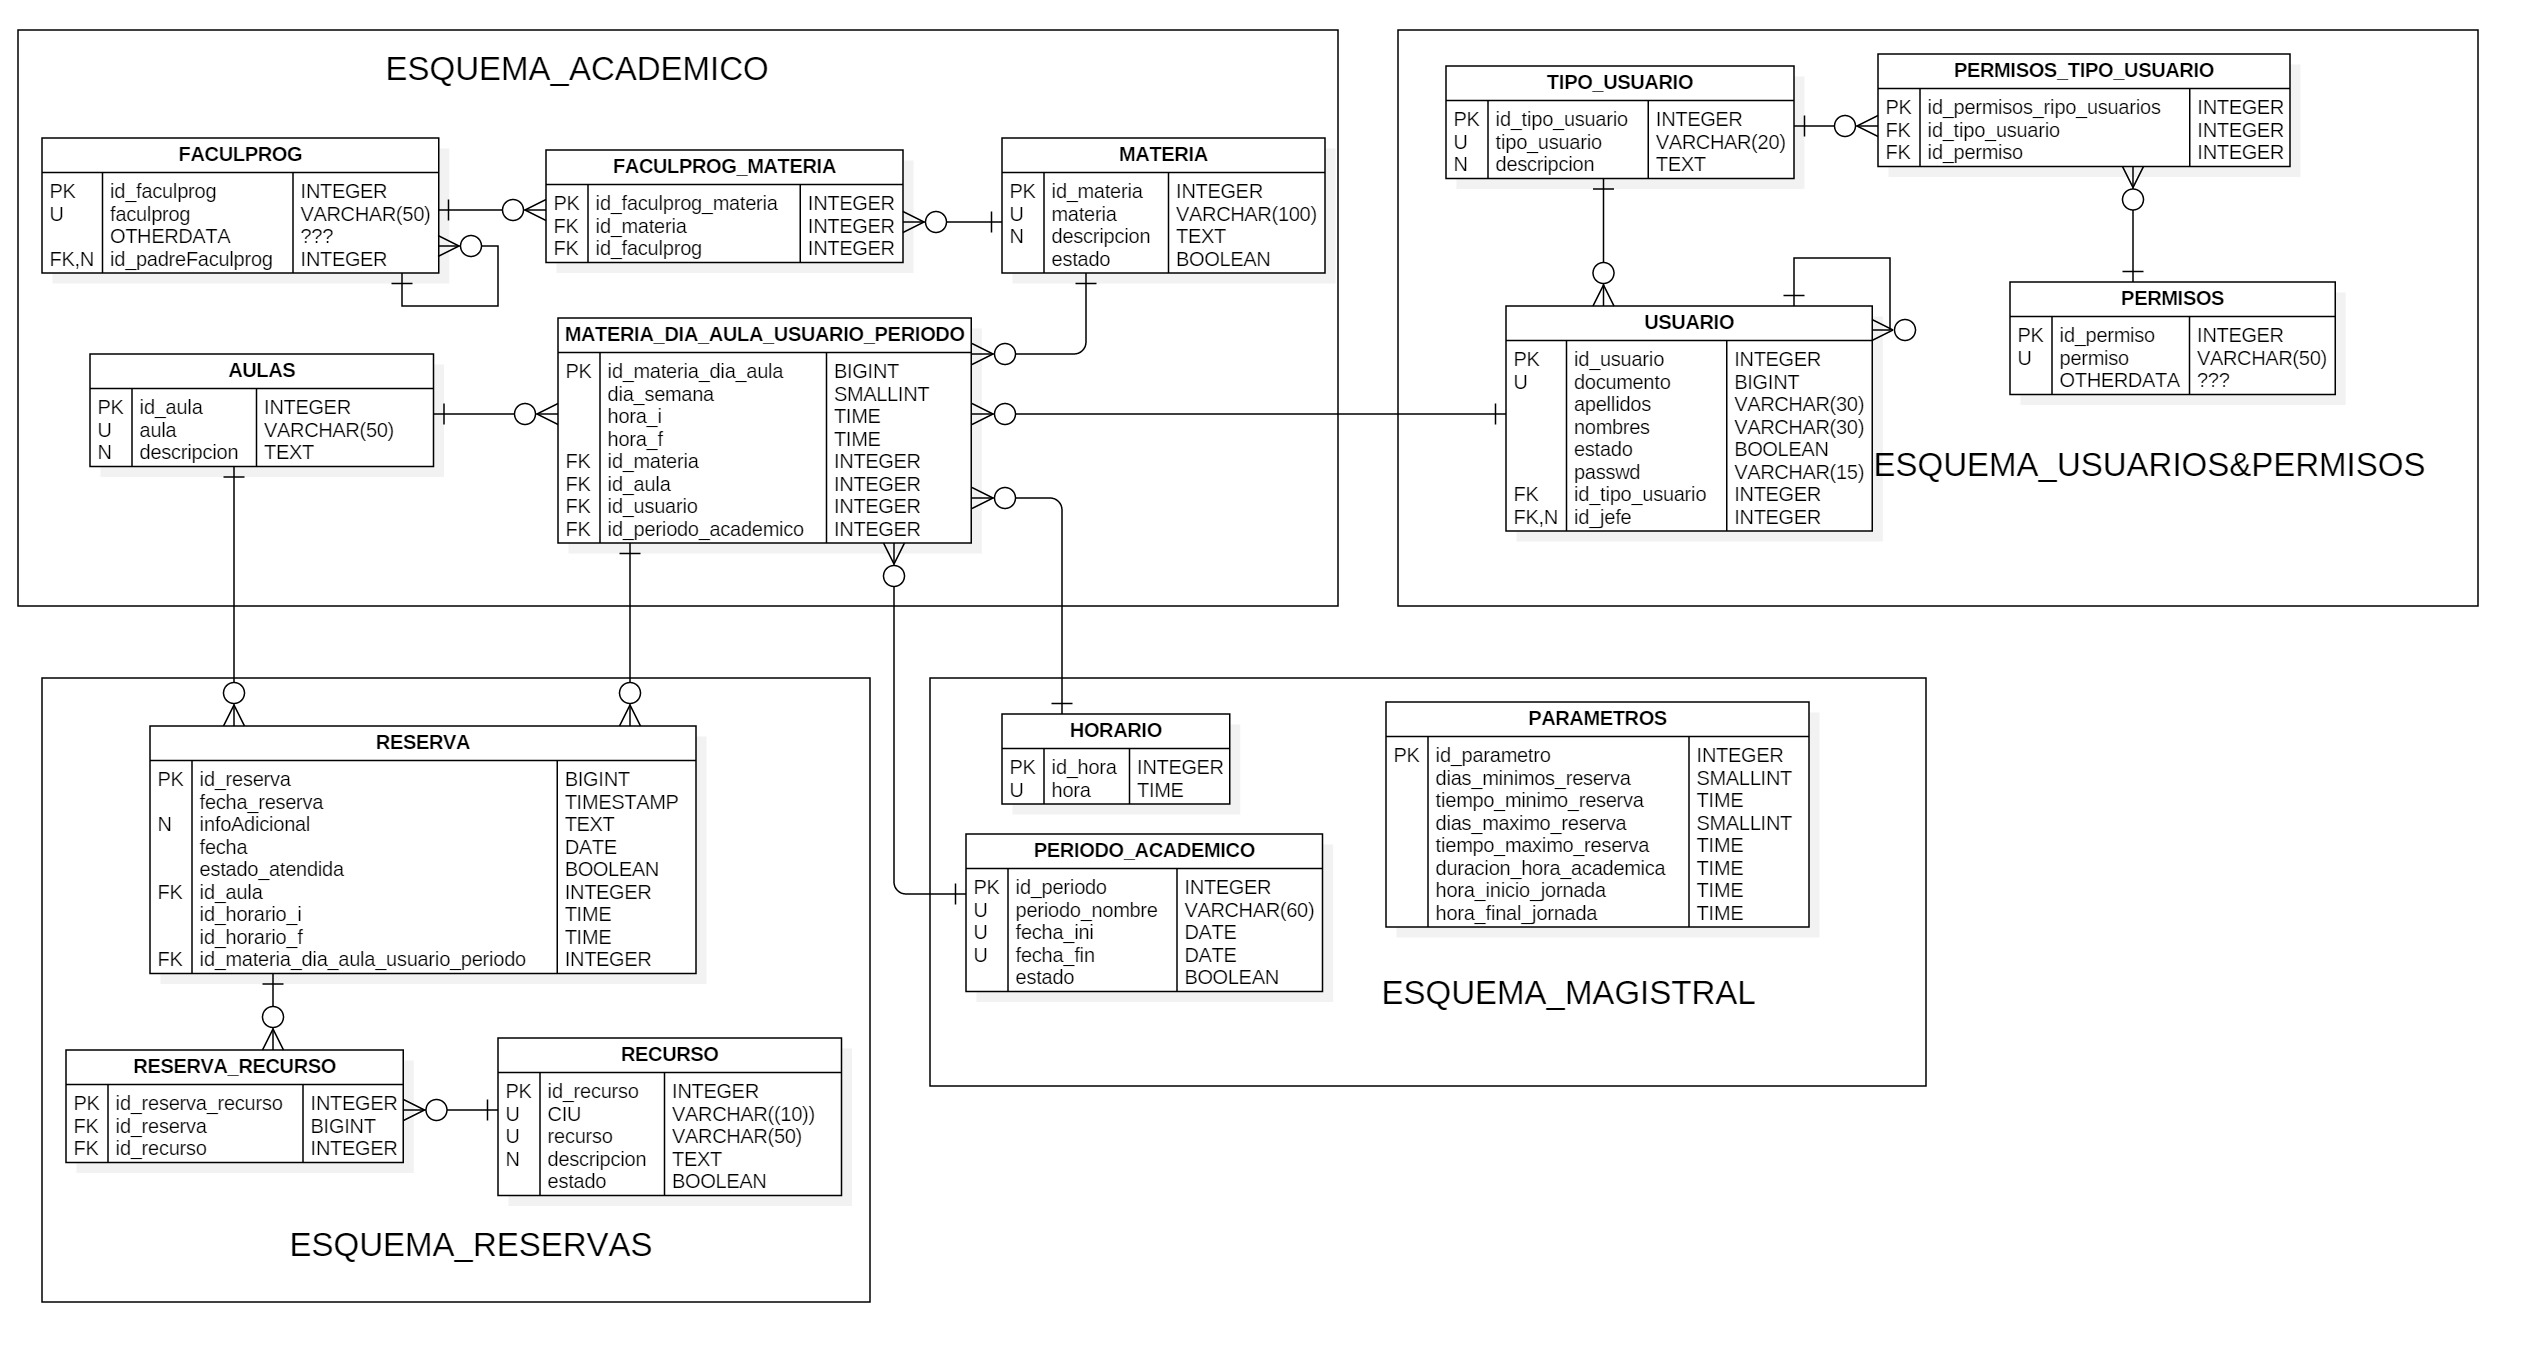 ESQUEMA_ACADEMICO
FACULPROG
PK id_faculprog INTEGER
U faculprog VARCHAR(50)
OTHERDATA ???
FK,N id_padreFaculprog INTEGER
FACULPROG_MATERIA
PK id_faculprog_materia INTEGER
FK id_materia INTEGER
FK id_faculprog INTEGER
MATERIA
PK id_materia INTEGER
U materia VARCHAR(100)
N descripcion TEXT
estado BOOLEAN
AULAS
PK id_aula INTEGER
U aula VARCHAR(50)
N descripcion TEXT
MATERIA_DIA_AULA_USUARIO_PERIODO
PK id_materia_dia_aula BIGINT
dia_semana SMALLINT
hora_i TIME
hora_f TIME
FK id_materia INTEGER
FK id_aula INTEGER
FK id_usuario INTEGER
FK id_periodo_academico INTEGER
TIPO_USUARIO
PK id_tipo_usuario INTEGER
U tipo_usuario VARCHAR(20)
N descripcion TEXT
PERMISOS_TIPO_USUARIO
PK id_permisos_ripo_usuarios INTEGER
FK id_tipo_usuario INTEGER
FK id_permiso INTEGER
USUARIO
PK id_usuario INTEGER
U documento BIGINT
apellidos VARCHAR(30)
nombres VARCHAR(30)
estado BOOLEAN
passwd VARCHAR(15)
FK id_tipo_usuario INTEGER
FK,N id_jefe INTEGER
PERMISOS
PK id_permiso INTEGER
U permiso VARCHAR(50)
OTHERDATA ???
ESQUEMA_USUARIOS&PERMISOS
RESERVA
PK id_reserva BIGINT
fecha_reserva TIMESTAMP
N infoAdicional TEXT
fecha DATE
estado_atendida BOOLEAN
FK id_aula INTEGER
id_horario_i TIME
id_horario_f TIME
FK id_materia_dia_aula_usuario_periodo INTEGER
RESERVA_RECURSO
PK id_reserva_recurso INTEGER
FK id_reserva BIGINT
FK id_recurso INTEGER
RECURSO
PK id_recurso INTEGER
U CIU VARCHAR((10))
U recurso VARCHAR(50)
N descripcion TEXT
estado BOOLEAN
ESQUEMA_RESERVAS
HORARIO
PK id_hora INTEGER
U hora TIME
PERIODO_ACADEMICO
PK id_periodo INTEGER
U periodo_nombre VARCHAR(60)
U fecha_ini DATE
U fecha_fin DATE
estado BOOLEAN
PARAMETROS
PK id_parametro INTEGER
dias_minimos_reserva SMALLINT
tiempo_minimo_reserva TIME
dias_maximo_reserva SMALLINT
tiempo_maximo_reserva TIME
duracion_hora_academica TIME
hora_inicio_jornada TIME
hora_final_jornada TIME
ESQUEMA_MAGISTRAL